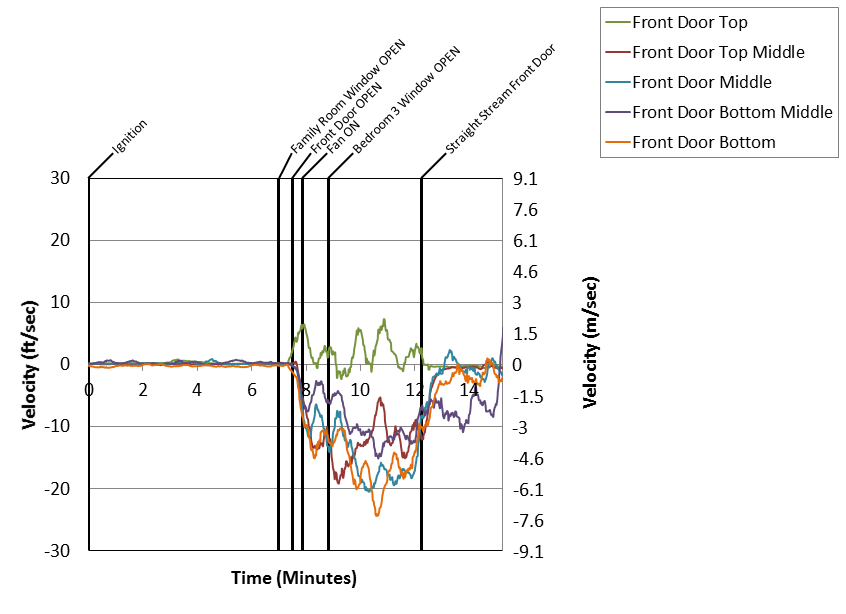 Front Door Top
Front Door Top Middle
Front Door Middle
Front Door Bottom Middle
Front Door Bottom
Ignition
Family Room Window OPEN
Front Door OPEN
Fan ON
Bedroom 3 Window OPEN
Straight Stream Front Door
30
20
10
0
-10
-20
-30
Velocity (ft/sec)
9.1
7.6
6.1
4.6
3
1.5
0
-1.5
-3
-4.6
-6.1
-7.6
-9.1
Velocity (m/sec)
0 2 4 6 8 10 12 14
Time (Minutes)